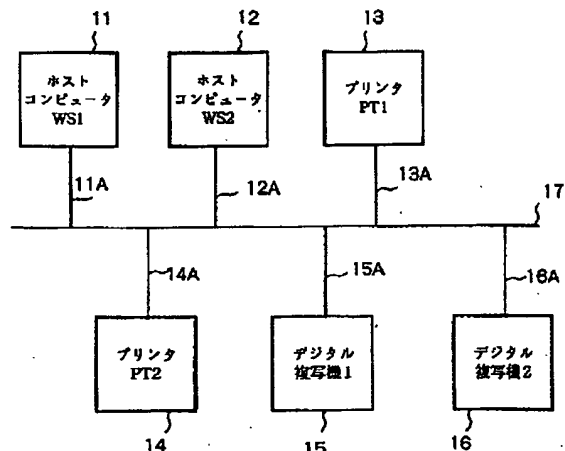 11
12
13
ホスト
コンピュータ
WS1
ホスト
コンピュータ
WS2
プリンタ
PT1
11A
12A
13A
17
14A
15A
16A
プリンタ
PT2
デジタル
複写機1
デジタル
複写機2
14
15
16